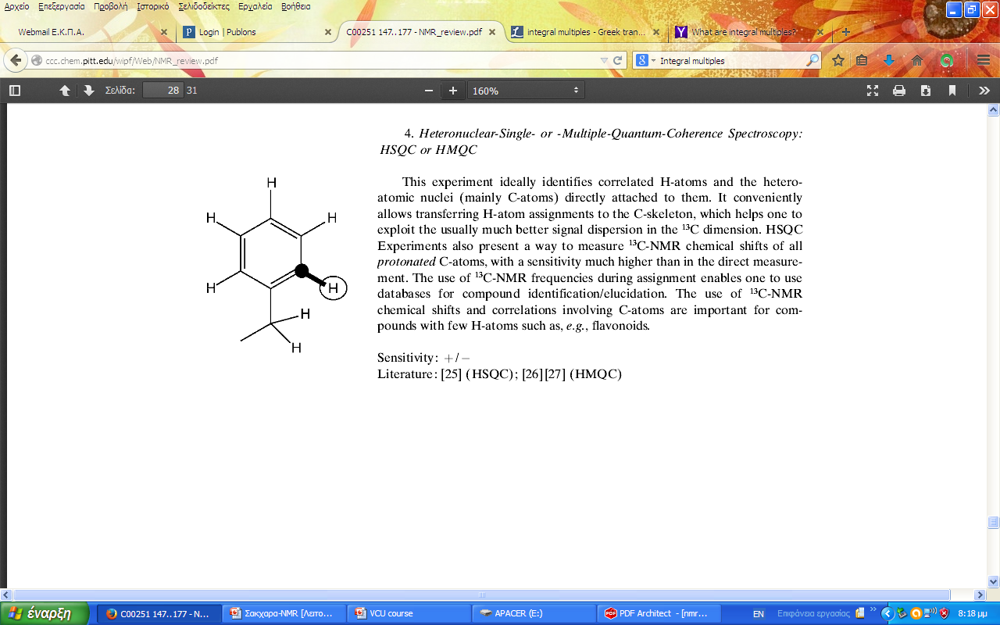 Αρχείο Επεξεργασία Προβολή Ιστορικό Σελιδοδείκτες Εργαλεία Βοήθεια
Webmail Ε.Κ.Π.Α. × P Login | Publons × C00251 147..177 - NMR_review.pdf × L integral multiples - Greek tran... × Y What are integral multiples? × +
ccc.chem.pitt.edu/wipf/Web/NMR_review.pdf 8 Integral multiples
Σελίδα: 28 31 160%
4. Heteronuclear-Single- or -Multiple-Quantum-Coherence Spectroscopy:
HSQC or HMQC
This experiment ideally identifies correlated H-atoms and the hetero-
atomic nuclei (mainly C-atoms) directly attached to them. It conveniently
allows transferring H-atom assignments to the C-skeleton, which helps one to
exploit the usually much better signal dispersion in the ¹³C dimension. HSQC
Experiments also present a way to measure ¹³C-NMR chemical shifts of all
protonated C-atoms, with a sensitivity much higher than in the direct measure-
ment. The use of ¹³C-NMR frequencies during assignment enables one to use
databases for compound identification/elucidation. The use of ¹³C-NMR
chemical shifts and correlations involving C-atoms are important for com-
pounds with few H-atoms such as, e.g., flavonoids.
Sensitivity: +/−
Literature: [25] (HSQC); [26][27] (HMQC)
H
H H
H H
H
H
έναρξη C00251 147..177 - N... Σακχαρα-NMR [Λειτο... VCU course APACER (E:) PDF Architect - [nmr... EN Επιφάνεια εργασίας » 8:18 μμ